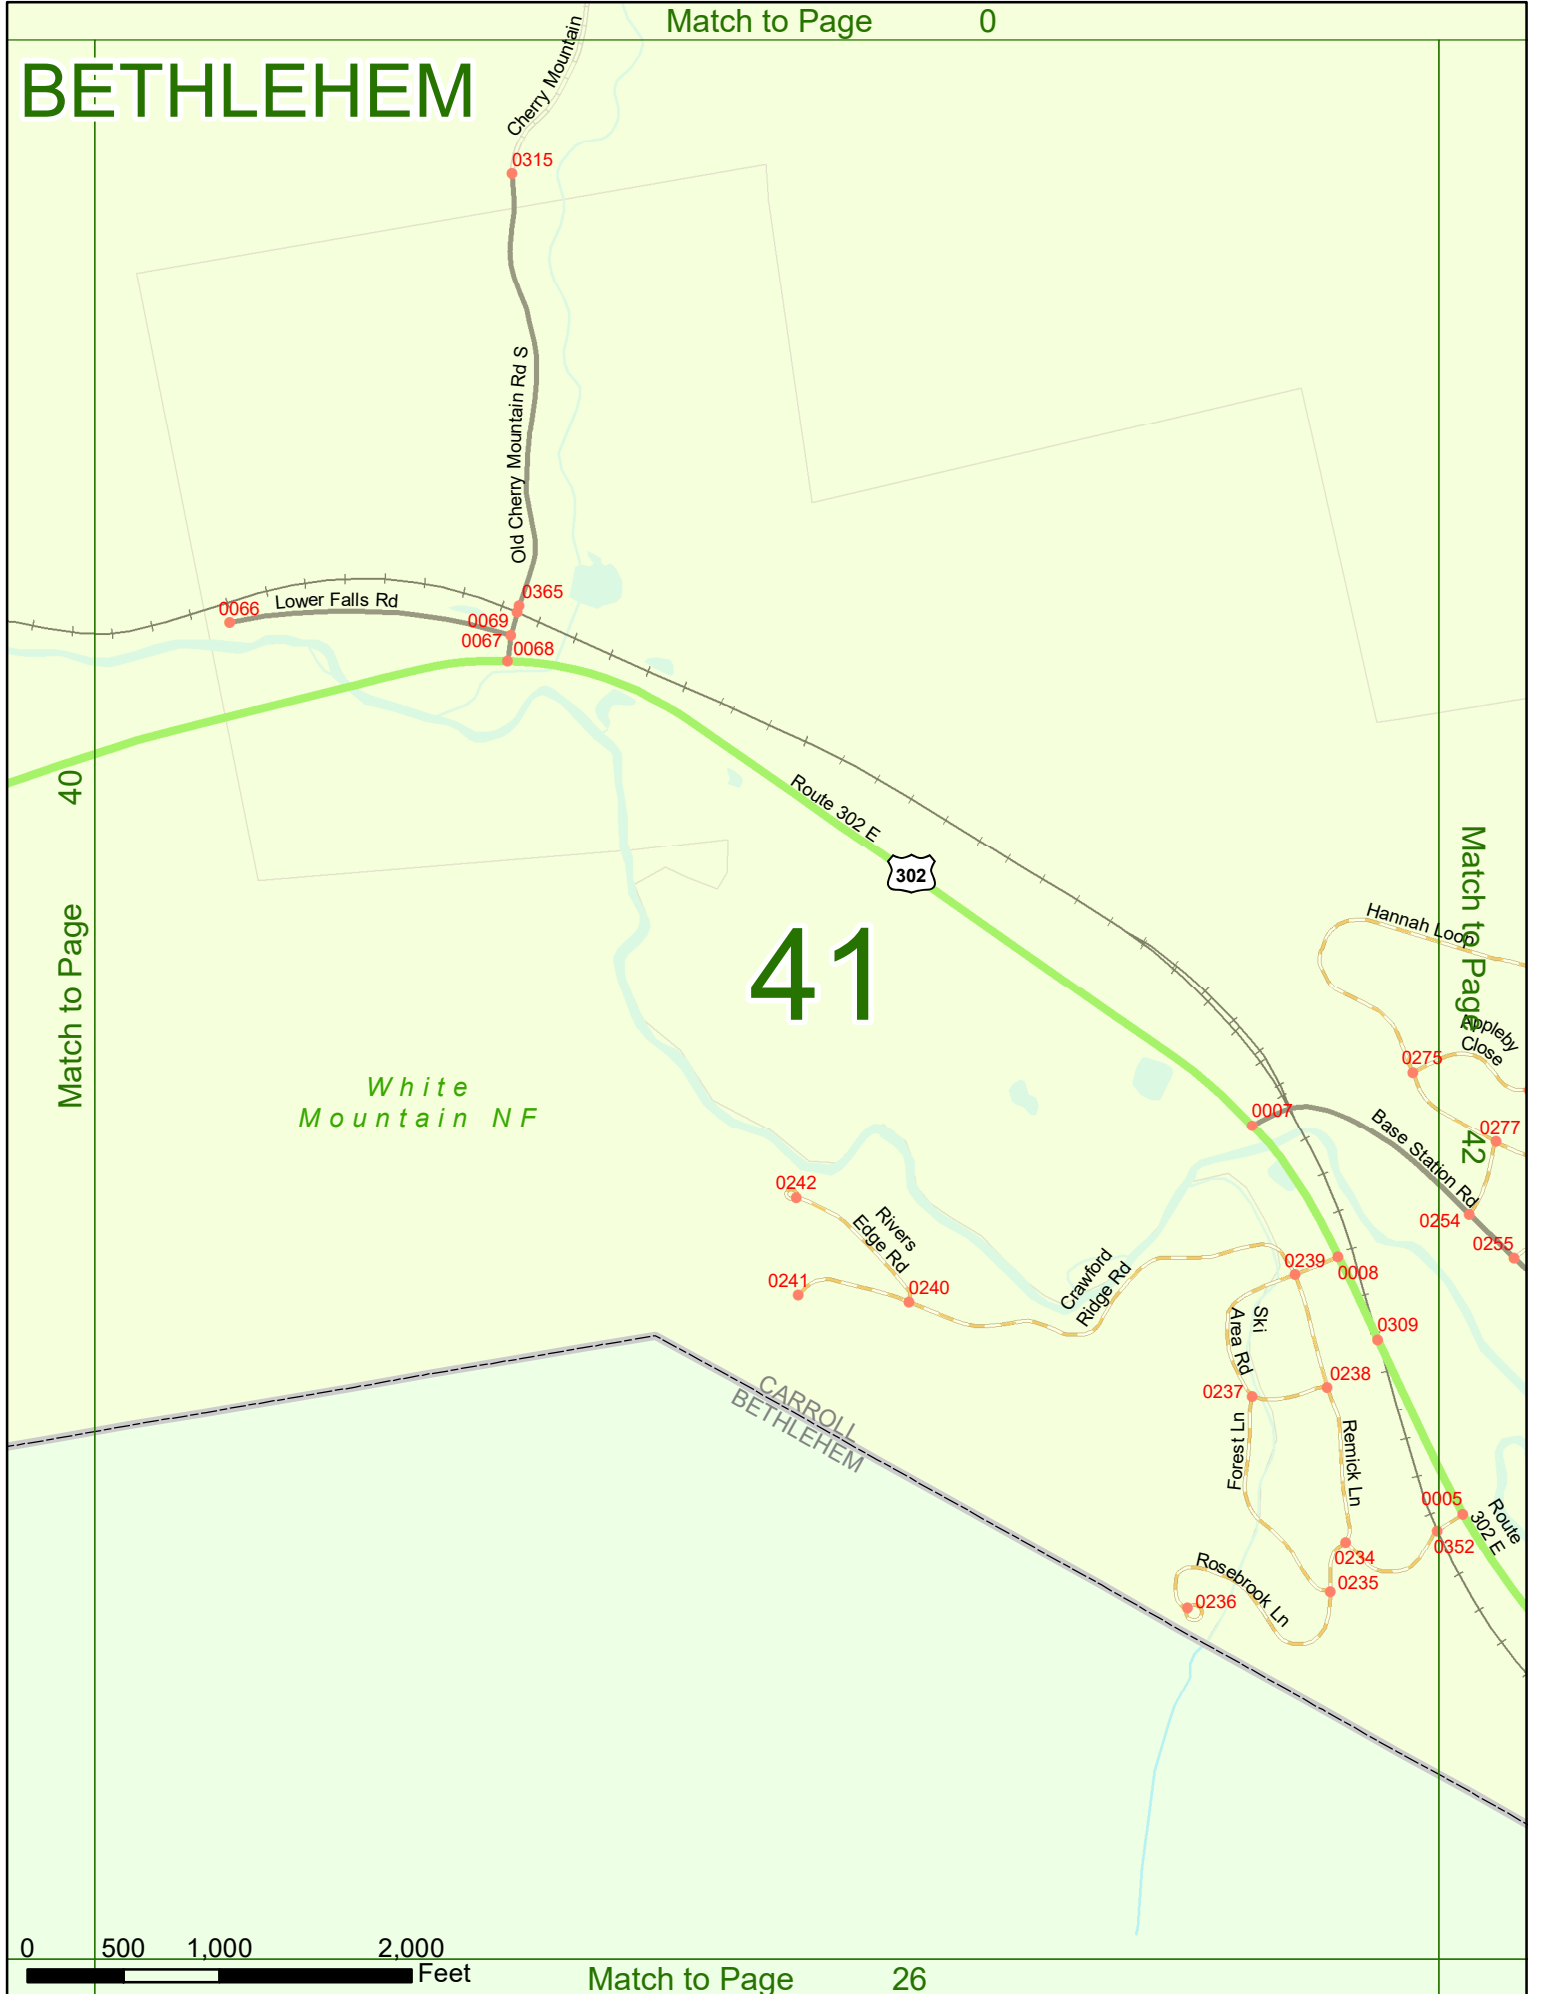 Match to Page 0
BETHLEHEM
Cherry Mountain
0315
Old Cherry Mountain Rd S
0365
0066
Lower Falls Rd
0069
0067
0068
Match to Page 40
Route 302 E
302
41
Match to Page 42
Hannah Loop
Appleby
Close
0275
0007
0277
Base Station Rd
White
Mountain NF
0242
Rivers
Edge Rd
0254
0255
0241
0240
Crawford
Ridge Rd
0239
0008
Ski
Area Rd
0309
0238
0237
CARROLL
BETHLEHEM
Forest Ln
Remick Ln
0005
Route
302 E
0352
0234
0235
Rosebrook Ln
0236
0 500 1,000 2,000
Feet
Match to Page 26